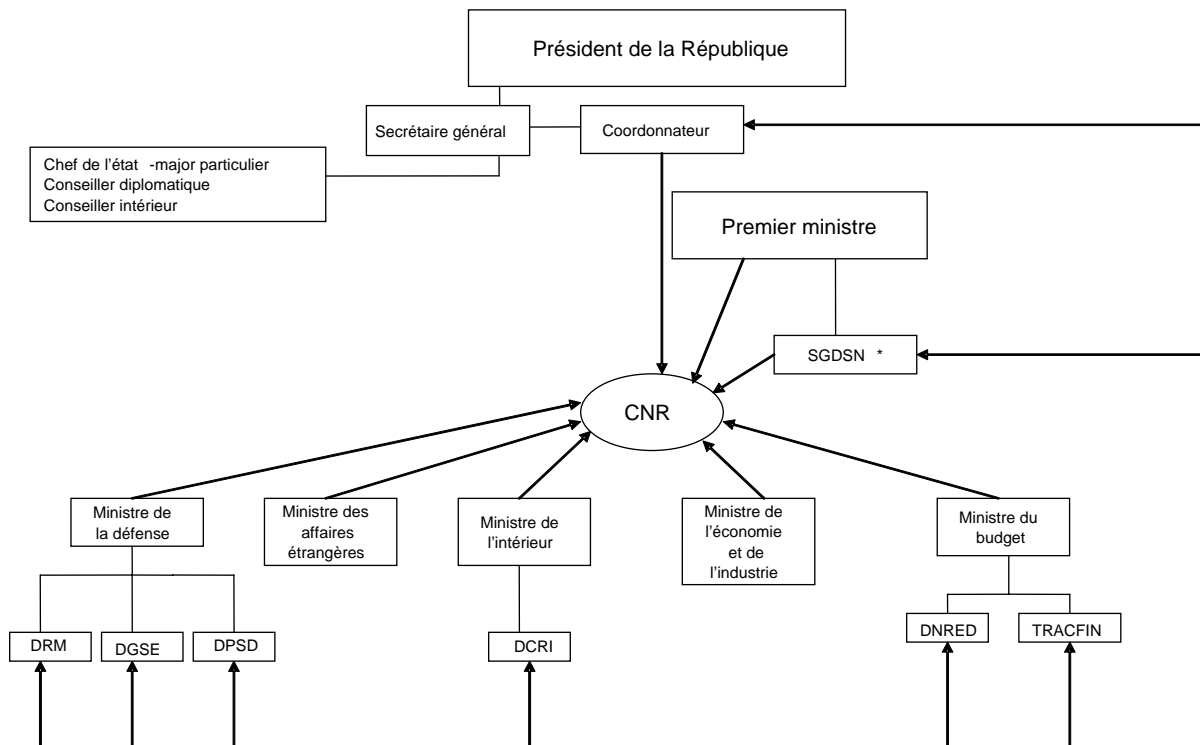 Président de la République
Secrétaire général
Coordonnateur
Chef de l'état -major particulier
Conseiller diplomatique
Conseiller intérieur
Premier ministre
SGDSN *
CNR
Ministre de
la défense
Ministre des
affaires
étrangères
Ministre de
l'intérieur
Ministre de
l'économie
et de
l'industrie
Ministre du
budget
DRM
DGSE
DPSD
DCRI
DNRED
TRACFIN